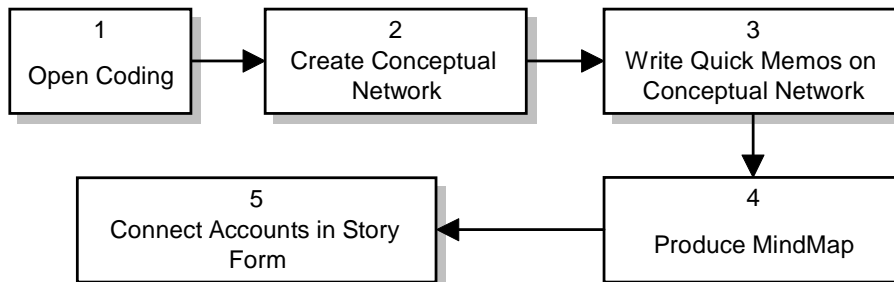 1
Open Coding
2
Create Conceptual
Network
3
Write Quick Memos on
Conceptual Network
4
Produce MindMap
5
Connect Accounts in Story
Form